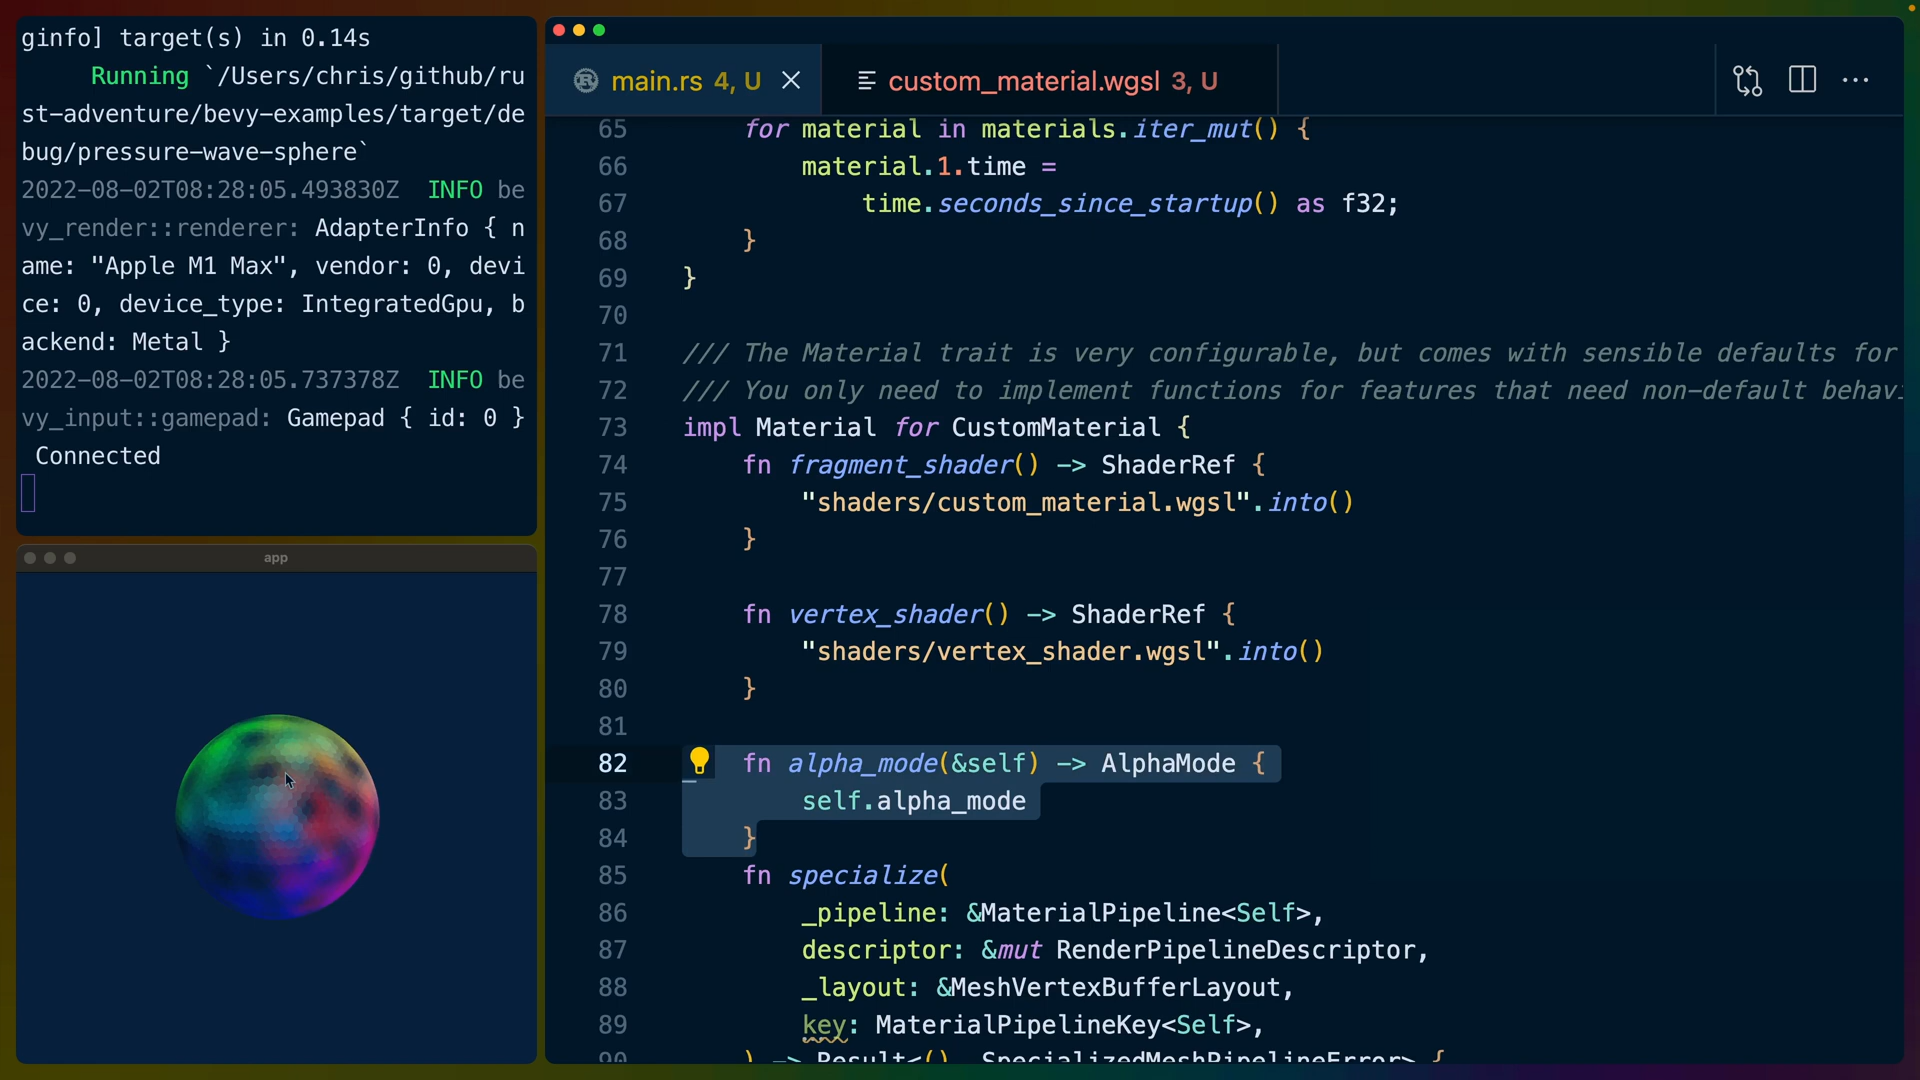 ginfo] target(s) in 0.14s
Running `/Users/chris/github/ru
st-adventure/bevy-examples/target/de
bug/pressure-wave-sphere`
2022-08-02T08:28:05.493830Z  INFO be
vy_render::renderer: AdapterInfo { n
ame: "Apple M1 Max", vendor: 0, devi
ce: 0, device_type: IntegratedGpu, b
ackend: Metal }
2022-08-02T08:28:05.737378Z  INFO be
vy_input::gamepad: Gamepad { id: 0 }
Connected
app
main.rs 4, U
custom_material.wgsl 3, U
65 for material in materials.iter_mut() {
66 material.1.time =
67 time.seconds_since_startup() as f32;
68 }
69 }
70
71 /// The Material trait is very configurable, but comes with sensible defaults for
72 /// You only need to implement functions for features that need non-default behavi
73 impl Material for CustomMaterial {
74 fn fragment_shader() -> ShaderRef {
75 "shaders/custom_material.wgsl".into()
76 }
77
78 fn vertex_shader() -> ShaderRef {
79 "shaders/vertex_shader.wgsl".into()
80 }
81
82 fn alpha_mode(&self) -> AlphaMode {
83 self.alpha_mode
84 }
85 fn specialize(
86 _pipeline: &MaterialPipeline<Self>,
87 descriptor: &mut RenderPipelineDescriptor,
88 _layout: &MeshVertexBufferLayout,
89 key: MaterialPipelineKey<Self>,
90 ) -> Result<(), SpecializedMeshPipelineError> {